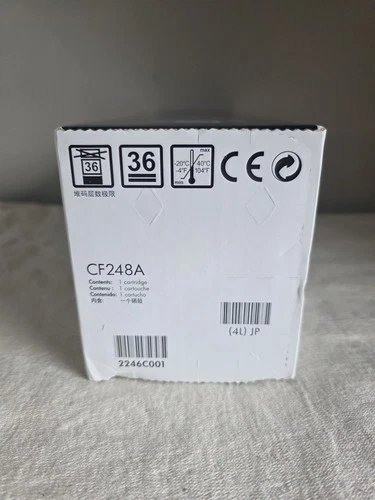 36
36
max
-20°C 40°C
-4°F 104°F
min
堆码层数极限
CE
CF248A
Contents: 1 cartridge
Contenu : 1 cartouche
Contenido: 1 cartucho
内含: 一个硒鼓
(4L) JP
2246C001